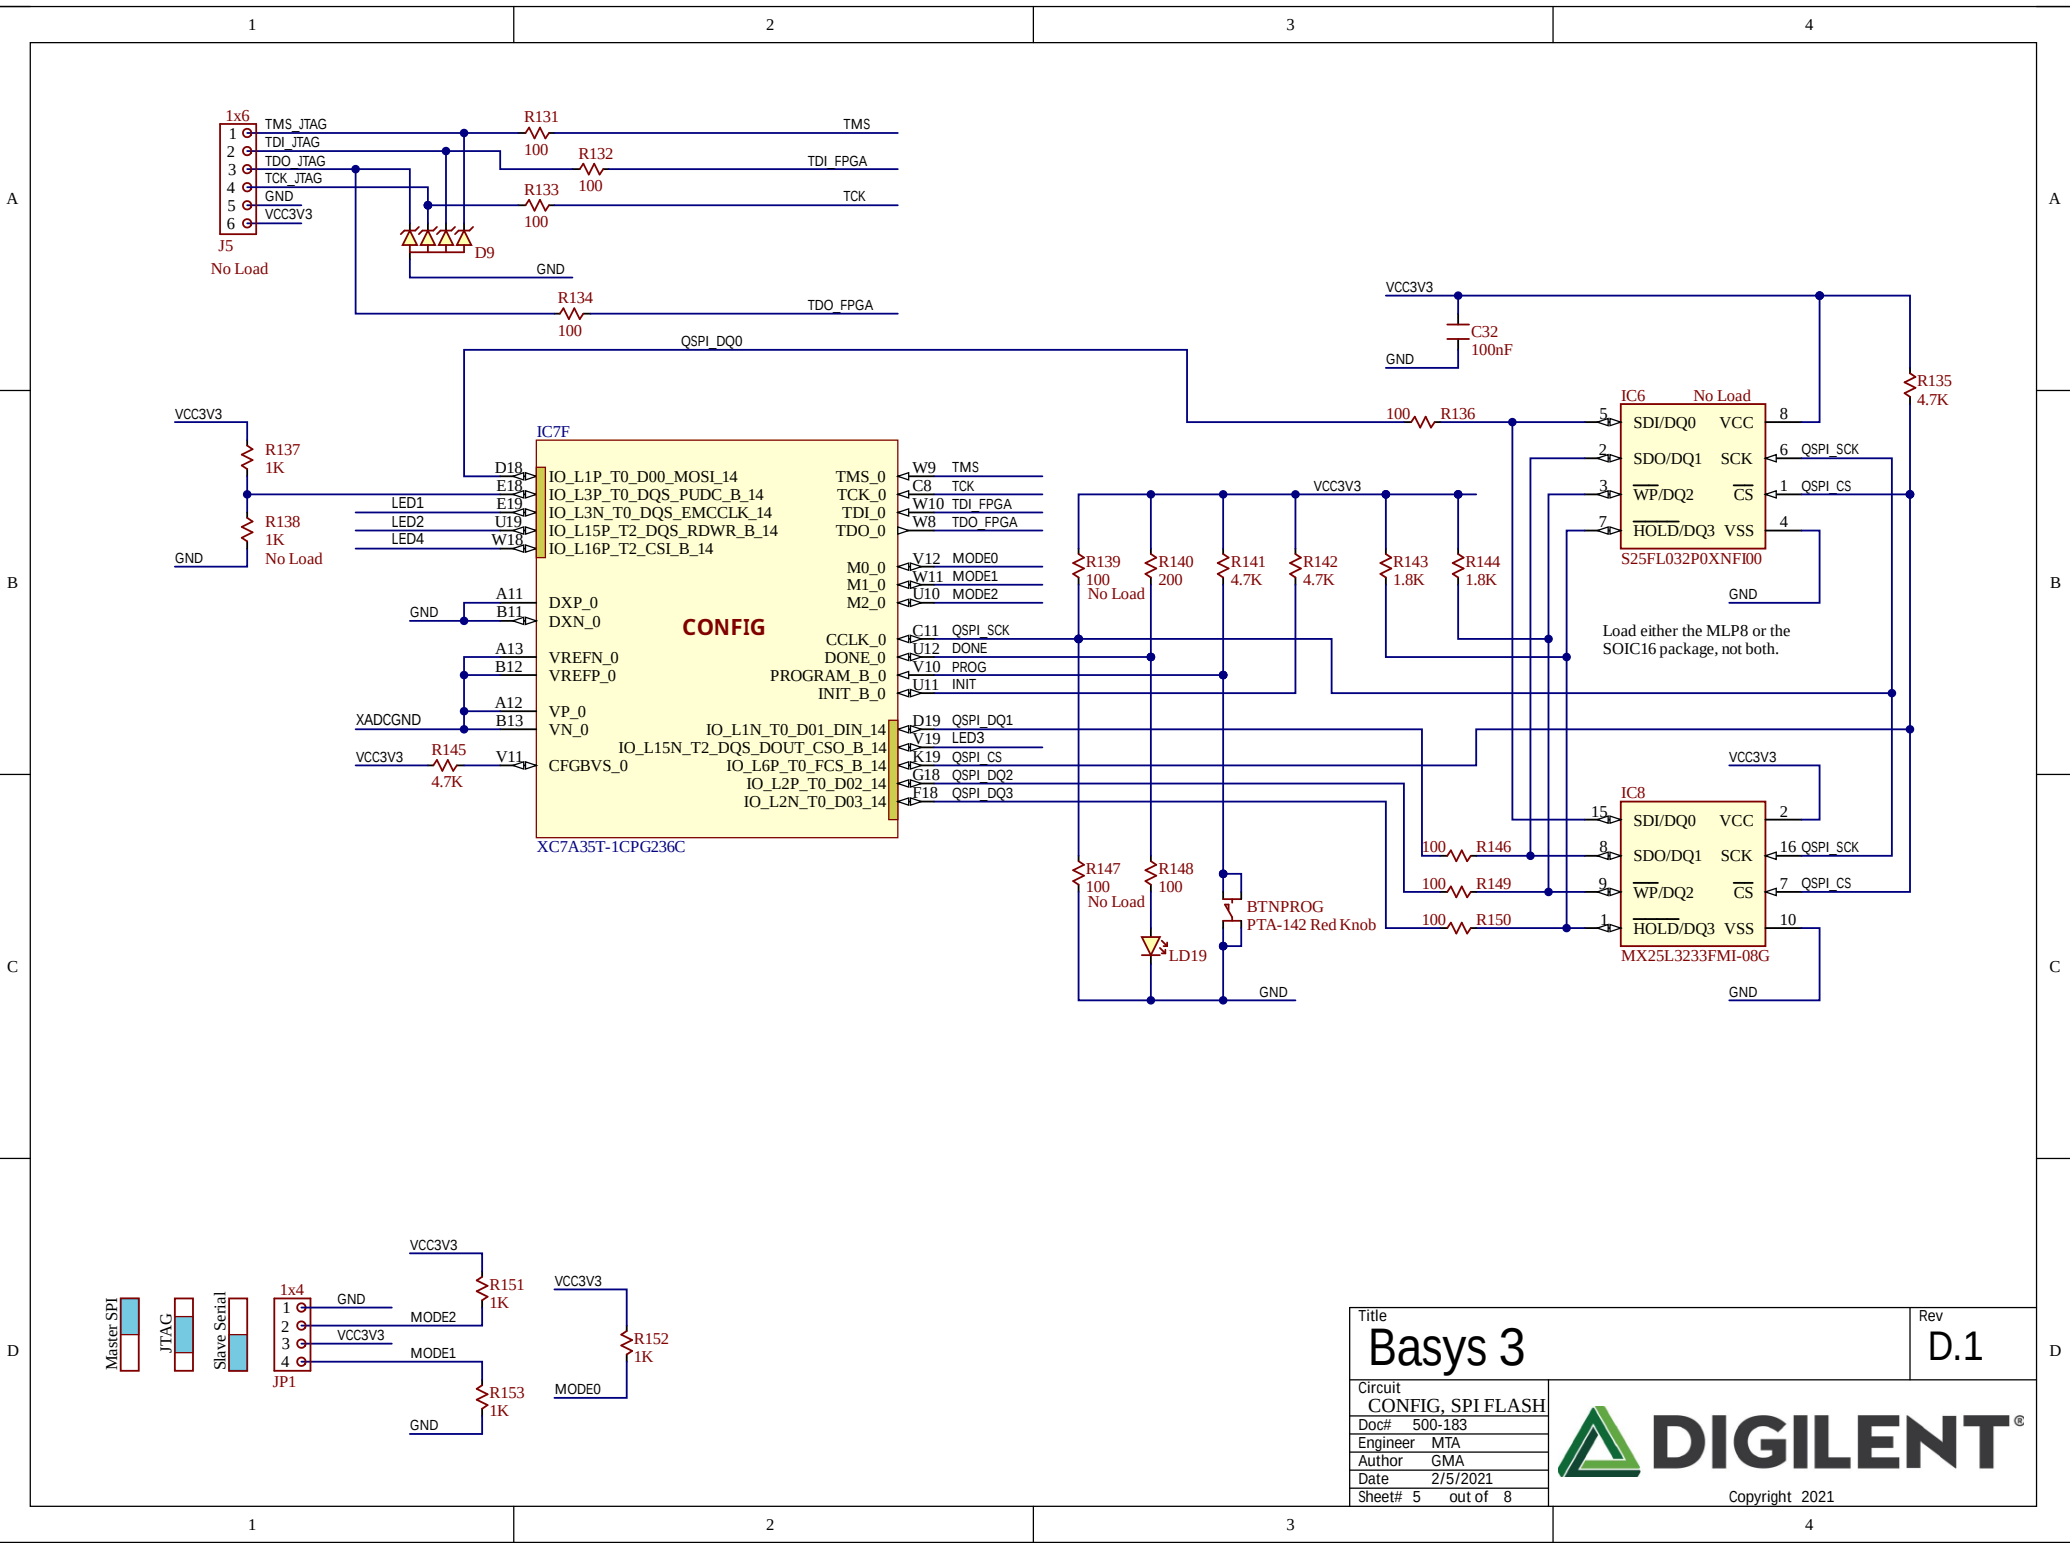 1 2 3 4
A A
B B
C C
D D
1x6
1 TMS_JTAG
2 TDI_JTAG
3 TDO_JTAG
4 TCK_JTAG
5 GND
6 VCC3V3
J5
No Load
R131
100
TMS
R132
100
TDI_FPGA
R133
100
TCK
D9
GND
R134
100
TDO_FPGA
QSPI_DQ0
VCC3V3
C32
100nF
GND
R135
4.7K
VCC3V3
R137
1K
R138
1K
No Load
GND
LED1
LED2
LED4
GND
XADCGND
VCC3V3
R145
4.7K
IC7F
D18 IO_L1P_T0_D00_MOSI_14
E18 IO_L3P_T0_DQS_PUDC_B_14
E19 IO_L3N_T0_DQS_EMCCLK_14
U19 IO_L15P_T2_DQS_RDWR_B_14
W18 IO_L16P_T2_CSI_B_14
A11 DXP_0
B11 DXN_0
A13 VREFN_0
B12 VREFP_0
A12 VP_0
B13 VN_0
V11 CFGBVS_0
CONFIG
TMS_0 W9 TMS
TCK_0 C8 TCK
TDI_0 W10 TDI_FPGA
TDO_0 W8 TDO_FPGA
M0_0 V12 MODE0
M1_0 W11 MODE1
M2_0 U10 MODE2
CCLK_0 C11 QSPI_SCK
DONE_0 U12 DONE
PROGRAM_B_0 V10 PROG
INIT_B_0 U11 INIT
IO_L1N_T0_D01_DIN_14 D19 QSPI_DQ1
IO_L15N_T2_DQS_DOUT_CSO_B_14 V19 LED3
IO_L6P_T0_FCS_B_14 K19 QSPI_CS
IO_L2P_T0_D02_14 G18 QSPI_DQ2
IO_L2N_T0_D03_14 F18 QSPI_DQ3
XC7A35T-1CPG236C
VCC3V3
R139
100
No Load
R140
200
R141
4.7K
R142
4.7K
R143
1.8K
R144
1.8K
100 R136
IC6 No Load
5 SDI/DQ0 VCC 8
2 SDO/DQ1 SCK 6 QSPI_SCK
3 WP/DQ2 CS 1 QSPI_CS
7 HOLD/DQ3 VSS 4
S25FL032P0XNFI00
GND
Load either the MLP8 or the
SOIC16 package, not both.
VCC3V3
IC8
15 SDI/DQ0 VCC 2
8 SDO/DQ1 SCK 16 QSPI_SCK
9 WP/DQ2 CS 7 QSPI_CS
1 HOLD/DQ3 VSS 10
MX25L3233FMI-08G
GND
100 R146
100 R149
100 R150
R147
100
No Load
R148
100
LD19
BTNPROG
PTA-142 Red Knob
GND
Master SPI
JTAG
Slave Serial
1x4
1 GND
2 MODE2
3 VCC3V3
4 MODE1
JP1
VCC3V3
R151
1K
R153
1K
GND
VCC3V3
R152
1K
MODE0
Title
Basys 3
Rev
D.1
Circuit
CONFIG, SPI FLASH
Doc# 500-183
Engineer MTA
Author GMA
Date 2/5/2021
Sheet# 5 out of 8
DIGILENT®
Copyright 2021
1 2 3 4